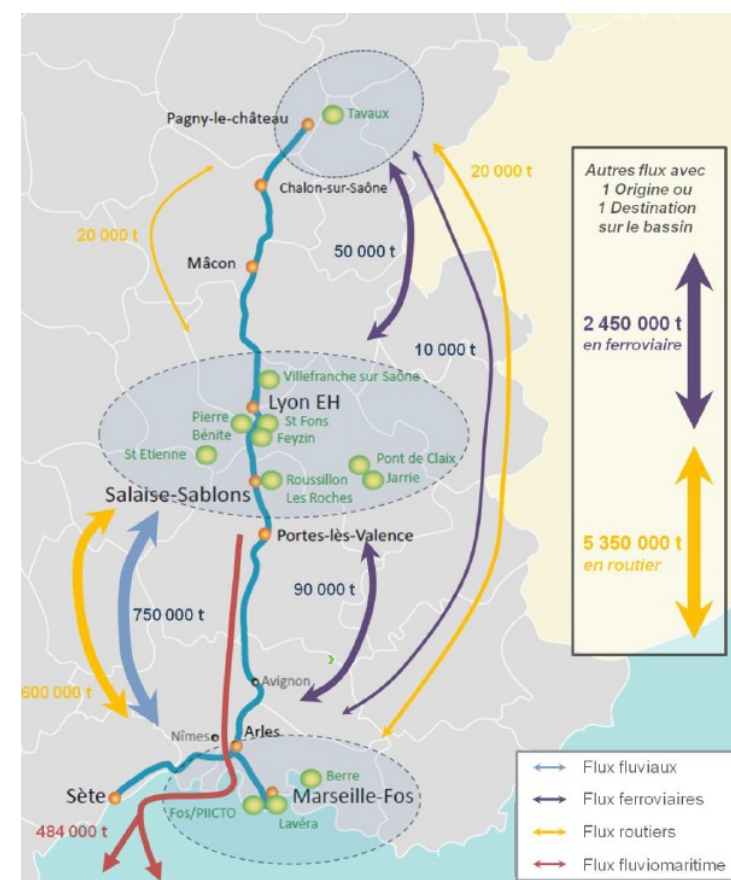 Pagny-le-château
Tavaux
Chalon-sur-Saône
20 000 t
20 000 t
50 000 t
Mâcon
10 000 t
Villefranche sur Saône
Lyon EH
Pierre
Bénite
St Fons
Feyzin
St Etienne
Pont de Claix
Jarrie
Roussillon
Les Roches
Salaise-Sablons
Portes-lès-Valence
750 000 t
90 000 t
600 000 t
Avignon
Nîmes
Arles
Berre
Sète
Marseille-Fos
Fos/PIICTO
Lavéra
484 000 t
Autres flux avec
1 Origine ou
1 Destination
sur le bassin
2 450 000 t
en ferroviaire
5 350 000 t
en routier
Flux fluviaux
Flux ferroviaires
Flux routiers
Flux fluviomaritime